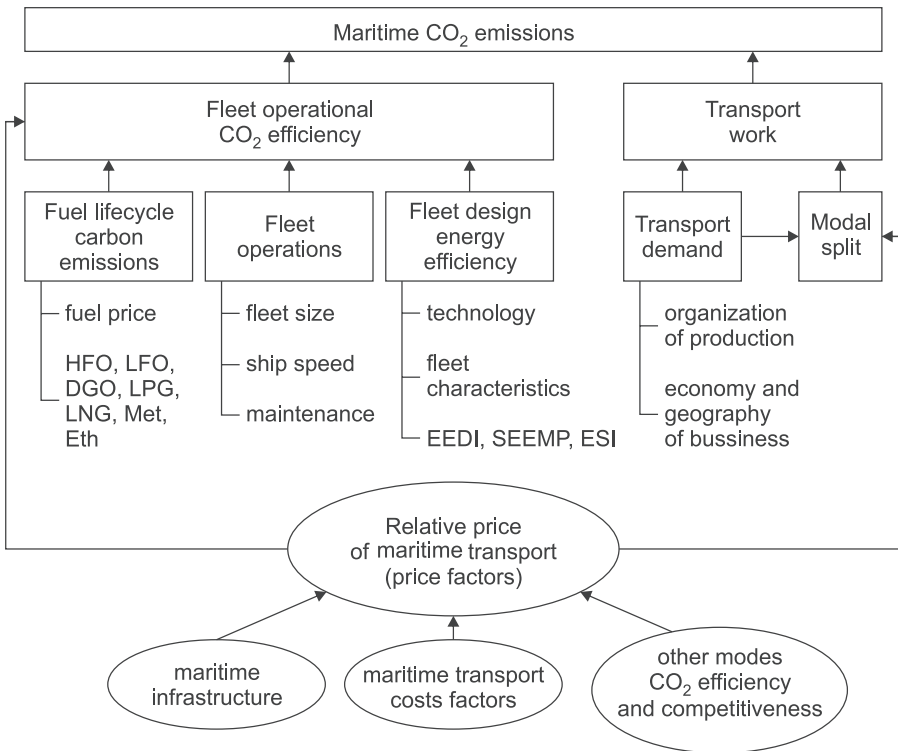 Maritime CO₂ emissions
Fleet operational
CO₂ efficiency
Transport
work
Fuel lifecycle
carbon
emissions
Fleet
operations
Fleet design
energy
efficiency
Transport
demand
Modal
split
fuel price
HFO, LFO,
DGO, LPG,
LNG, Met,
Eth
fleet size
ship speed
maintenance
technology
fleet
characteristics
EEDI, SEEMP, ESI
organization
of production
economy and
geography
of bussiness
Relative price
of maritime transport
(price factors)
maritime
infrastructure
maritime transport
costs factors
other modes
CO₂ efficiency
and competitiveness